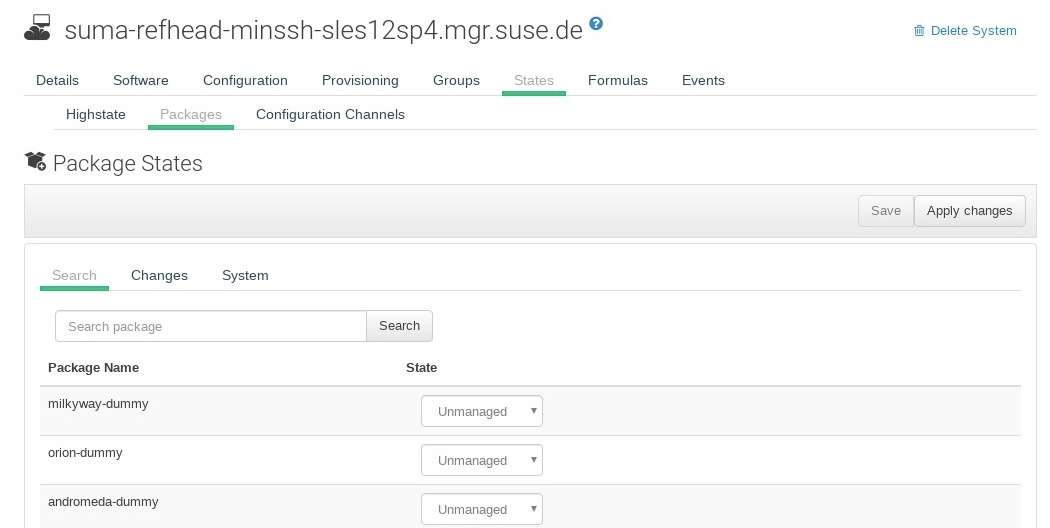 suma-refhead-minssh-sles12sp4.mgr.suse.de ?
Delete System
Details Software Configuration Provisioning Groups States Formulas Events
Highstate Packages Configuration Channels
Package States
Save Apply changes
Search Changes System
Search package Search
Package Name State
milkyway-dummy Unmanaged
orion-dummy Unmanaged
andromeda-dummy Unmanaged